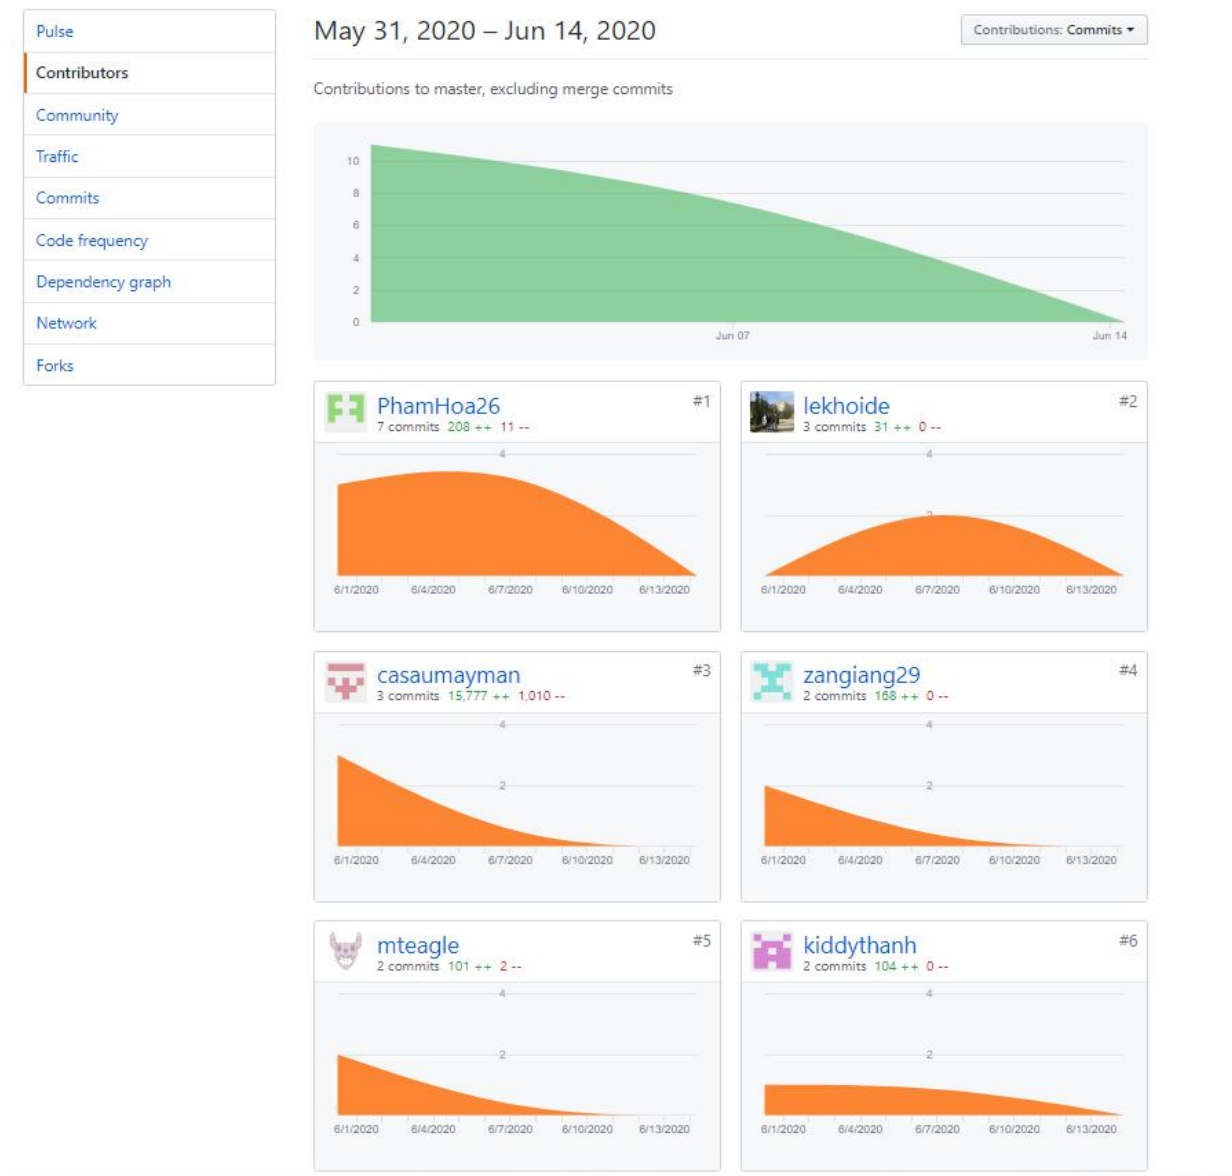 Pulse
Contributors
Community
Traffic
Commits
Code frequency
Dependency graph
Network
Forks
May 31, 2020 – Jun 14, 2020
Contributions: Commits
Contributions to master, excluding merge commits
10
8
6
4
2
0
Jun 07 Jun 14
PhamHoa26 #1
7 commits 208 ++ 11 --
4
6/1/2020 6/4/2020 6/7/2020 6/10/2020 6/13/2020
lekhoide #2
3 commits 31 ++ 0 --
4
2
6/1/2020 6/4/2020 6/7/2020 6/10/2020 6/13/2020
casaumayman #3
3 commits 15,777 ++ 1,010 --
4
2
6/1/2020 6/4/2020 6/7/2020 6/10/2020 6/13/2020
zangiang29 #4
2 commits 168 ++ 0 --
4
2
6/1/2020 6/4/2020 6/7/2020 6/10/2020 6/13/2020
mteagle #5
2 commits 101 ++ 2 --
4
2
6/1/2020 6/4/2020 6/7/2020 6/10/2020 6/13/2020
kiddythanh #6
2 commits 104 ++ 0 --
4
2
6/1/2020 6/4/2020 6/7/2020 6/10/2020 6/13/2020